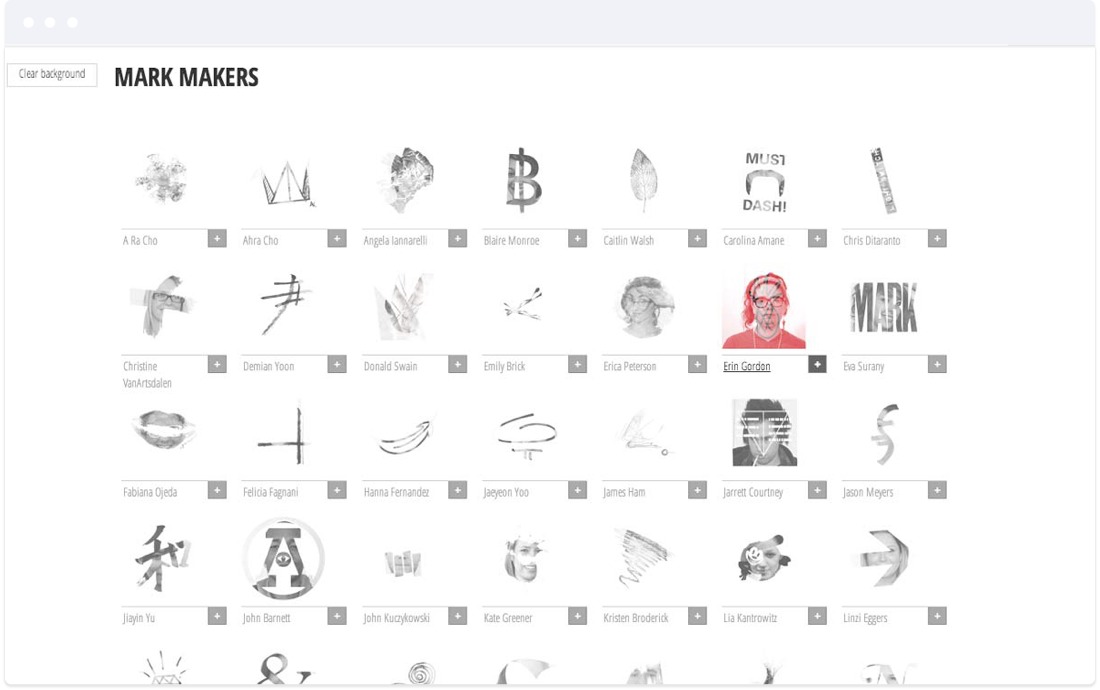 Clear background
MARK MAKERS
MUST
DASH!
A Ra Cho
Ahra Cho
Angela Iannarelli
Blaire Monroe
Caitlin Walsh
Carolina Amane
Chris Ditaranto
MARK
Christine
VanArtsdalen
Demian Yoon
Donald Swain
Emily Brick
Erica Peterson
Erin Gordon
Eva Surany
Fabiana Ojeda
Felicia Fagnani
Hanna Fernandez
Jaeyeon Yoo
James Ham
Jarrett Courtney
Jason Meyers
和
A
Jiayin Yu
John Barnett
John Kuczykowski
Kate Greener
Kristen Broderick
Lia Kantrowitz
Linzi Eggers
&